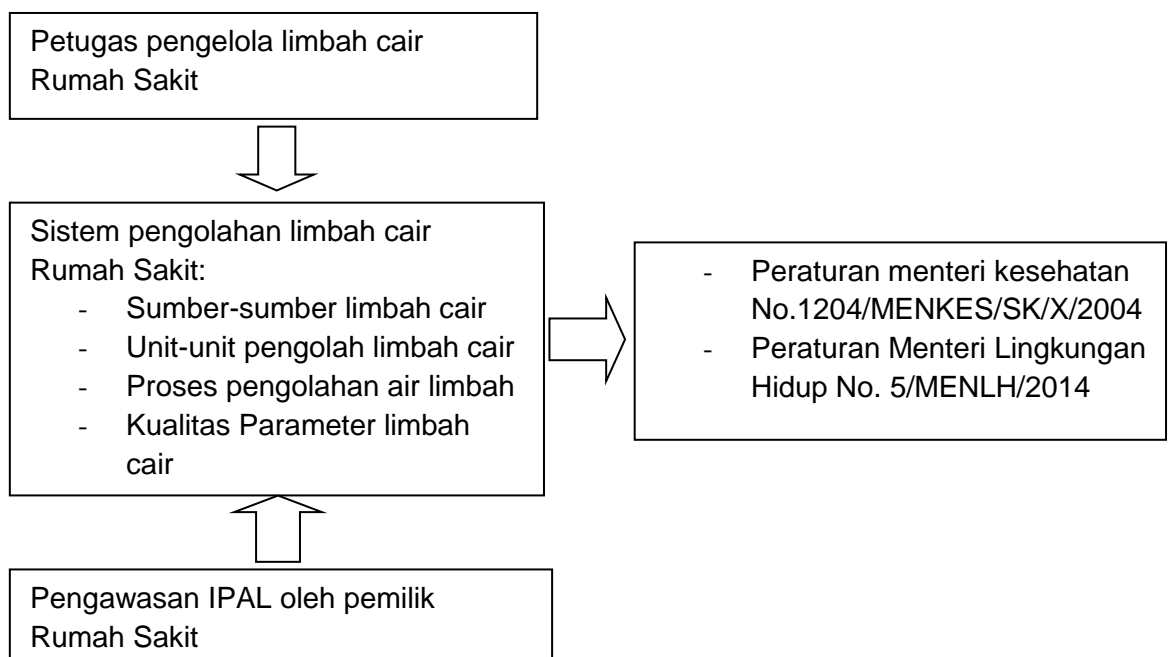 Petugas pengelola limbah cair
Rumah Sakit
Sistem pengolahan limbah cair
Rumah Sakit:
- Sumber-sumber limbah cair
- Unit-unit pengolah limbah cair
- Proses pengolahan air limbah
- Kualitas Parameter limbah
cair
- Peraturan menteri kesehatan
No.1204/MENKES/SK/X/2004
- Peraturan Menteri Lingkungan
Hidup No. 5/MENLH/2014
Pengawasan IPAL oleh pemilik
Rumah Sakit